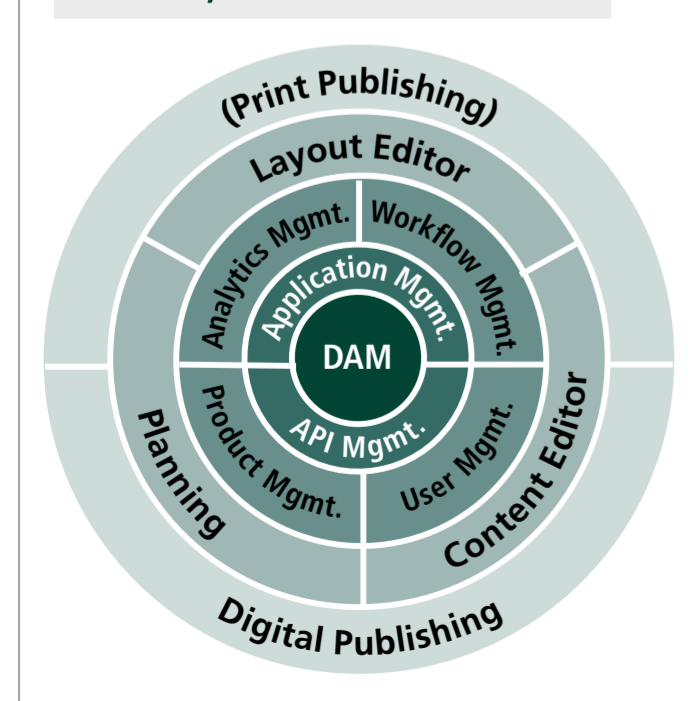 (Print Publishing)
Layout Editor
Analytics Mgmt.
Workflow Mgmt.
Application Mgmt.
DAM
API Mgmt.
Product Mgmt.
User Mgmt.
Planning
Content Editor
Digital Publishing